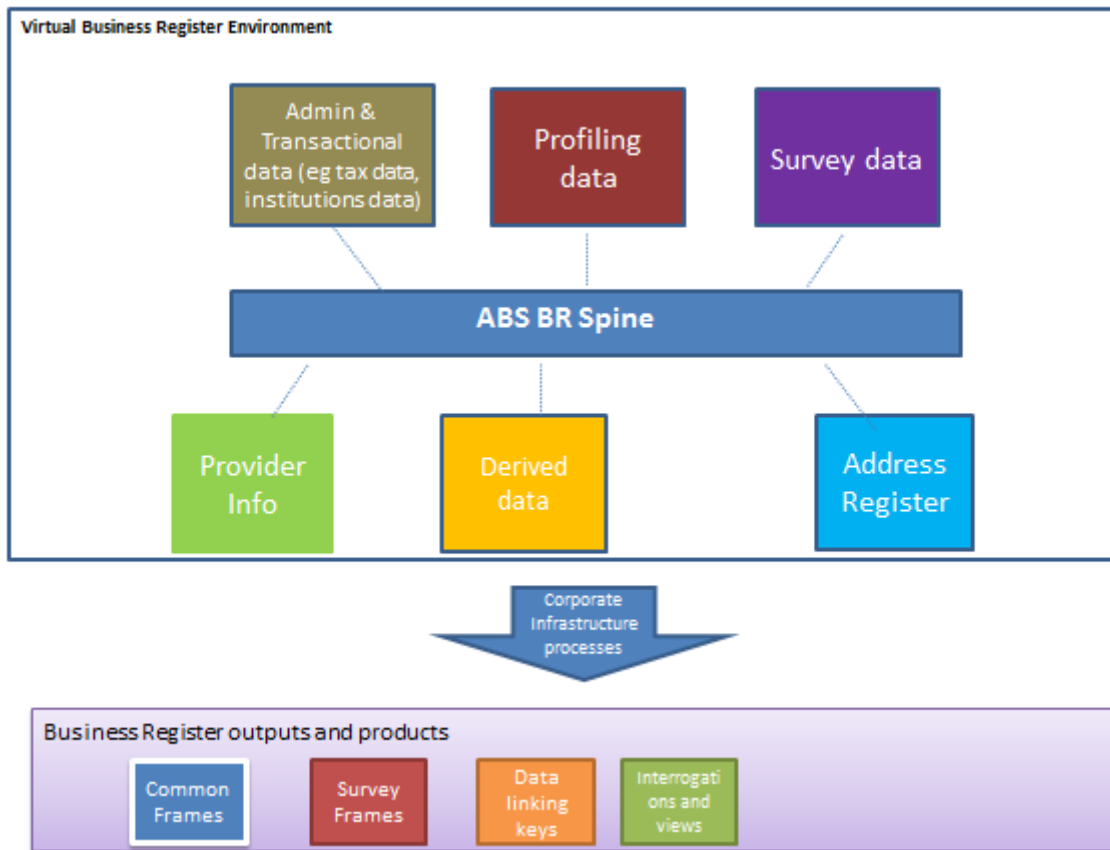 Virtual Business Register Environment
Admin &
Transactional
data (eg tax data,
institutions data)
Profiling
data
Survey data
ABS BR Spine
Provider
Info
Derived
data
Address
Register
Corporate
Infrastructure
processes
Business Register outputs and products
Common
Frames
Survey
Frames
Data
linking
keys
Interrogati
ons and
views